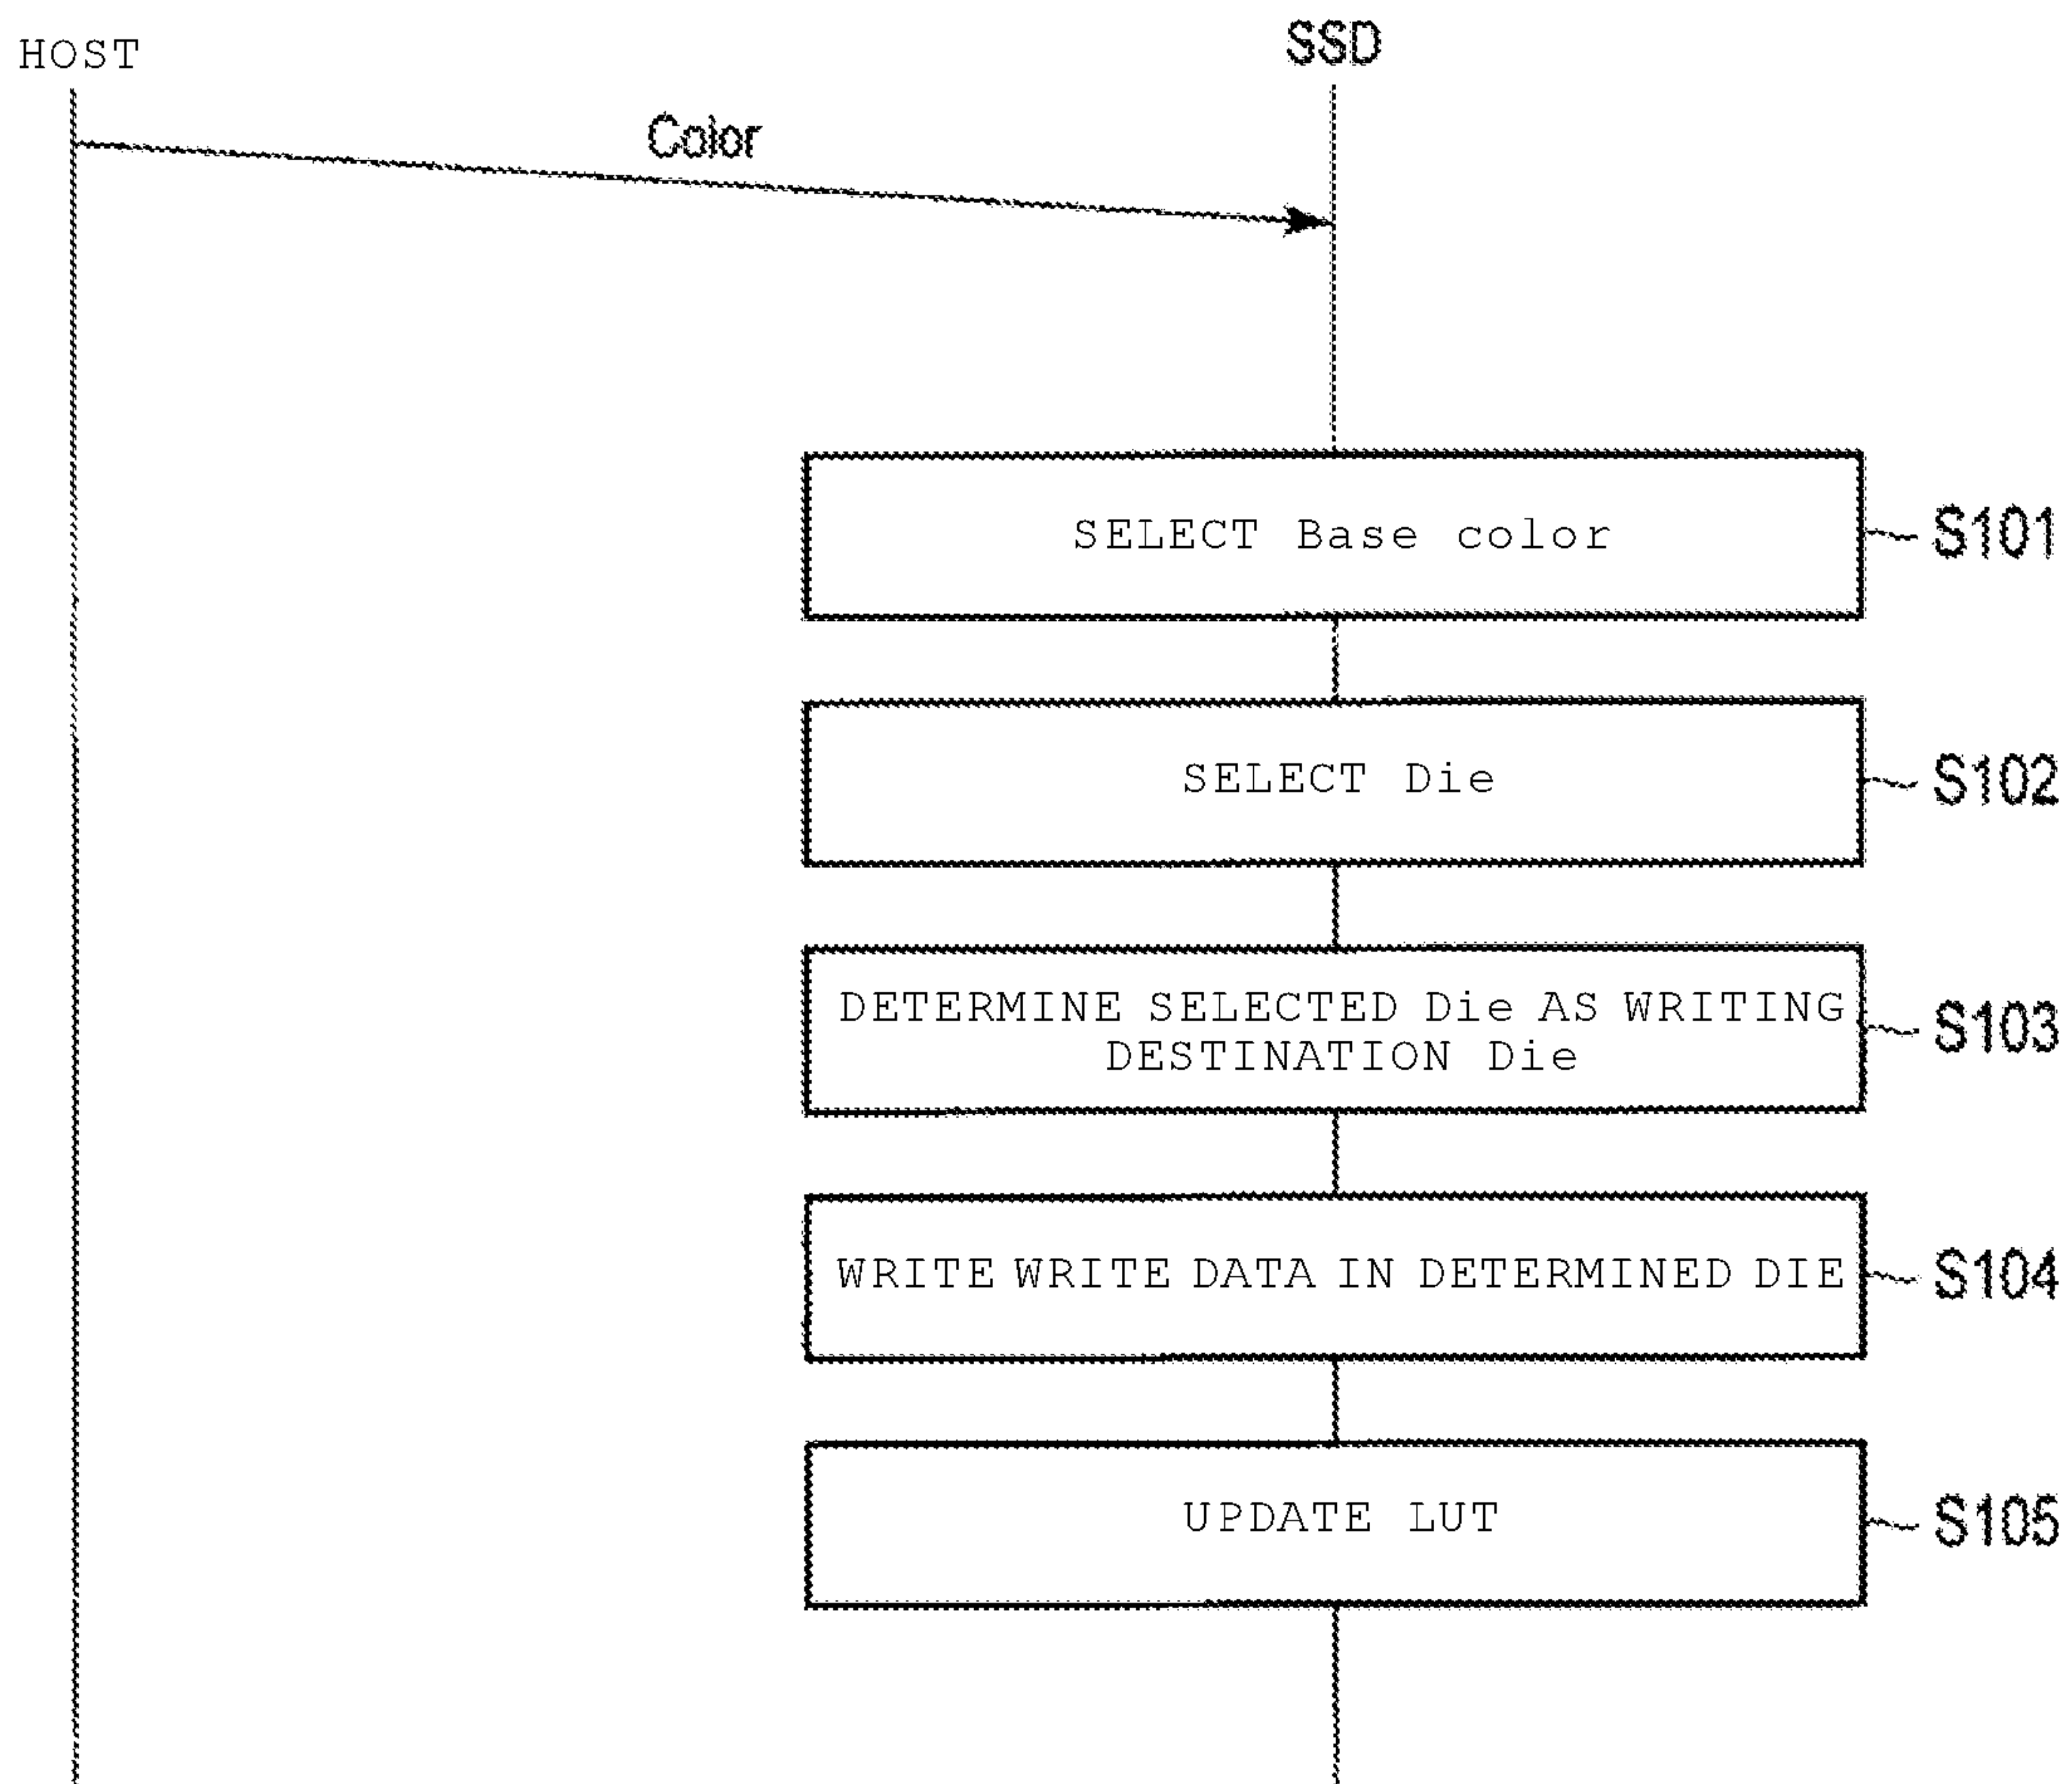 HOST
SSD
Color
SELECT Base color
S101
SELECT Die
S102
DETERMINE SELECTED Die AS WRITING
DESTINATION Die
S103
WRITE WRITE DATA IN DETERMINED DIE
S104
UPDATE LUT
S105